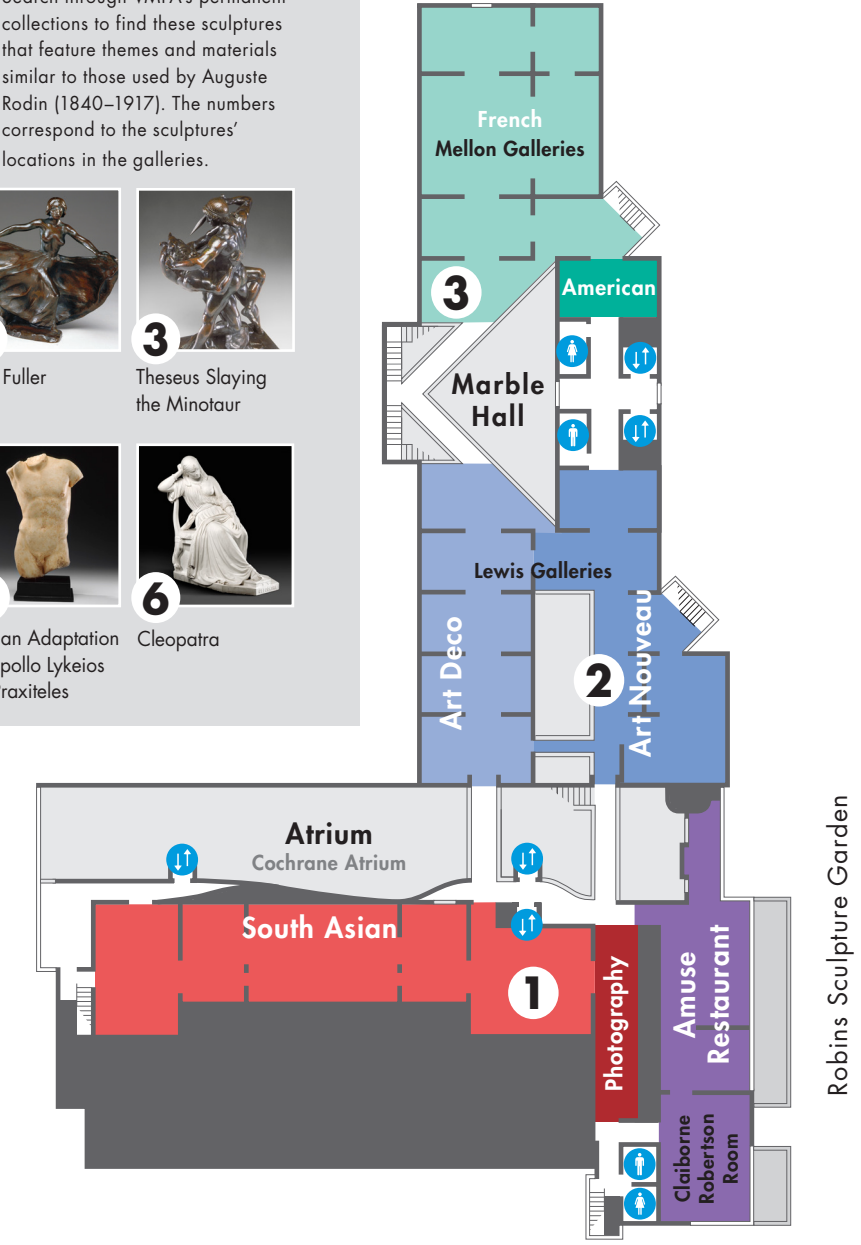 collections to find these sculptures
that feature themes and materials
similar to those used by Auguste
Rodin (1840–1917). The numbers
correspond to the sculptures'
locations in the galleries.
3
Fuller
Theseus Slaying
the Minotaur
6
an Adaptation
pollo Lykeios
raxiteles
Cleopatra
French
Mellon Galleries
3
American
Marble
Hall
Lewis Galleries
Art Deco
2
Art Nouveau
Atrium
Cochrane Atrium
South Asian
1
Photography
Amuse
Restaurant
Claiborne
Robertson
Room
Robins Sculpture Garden